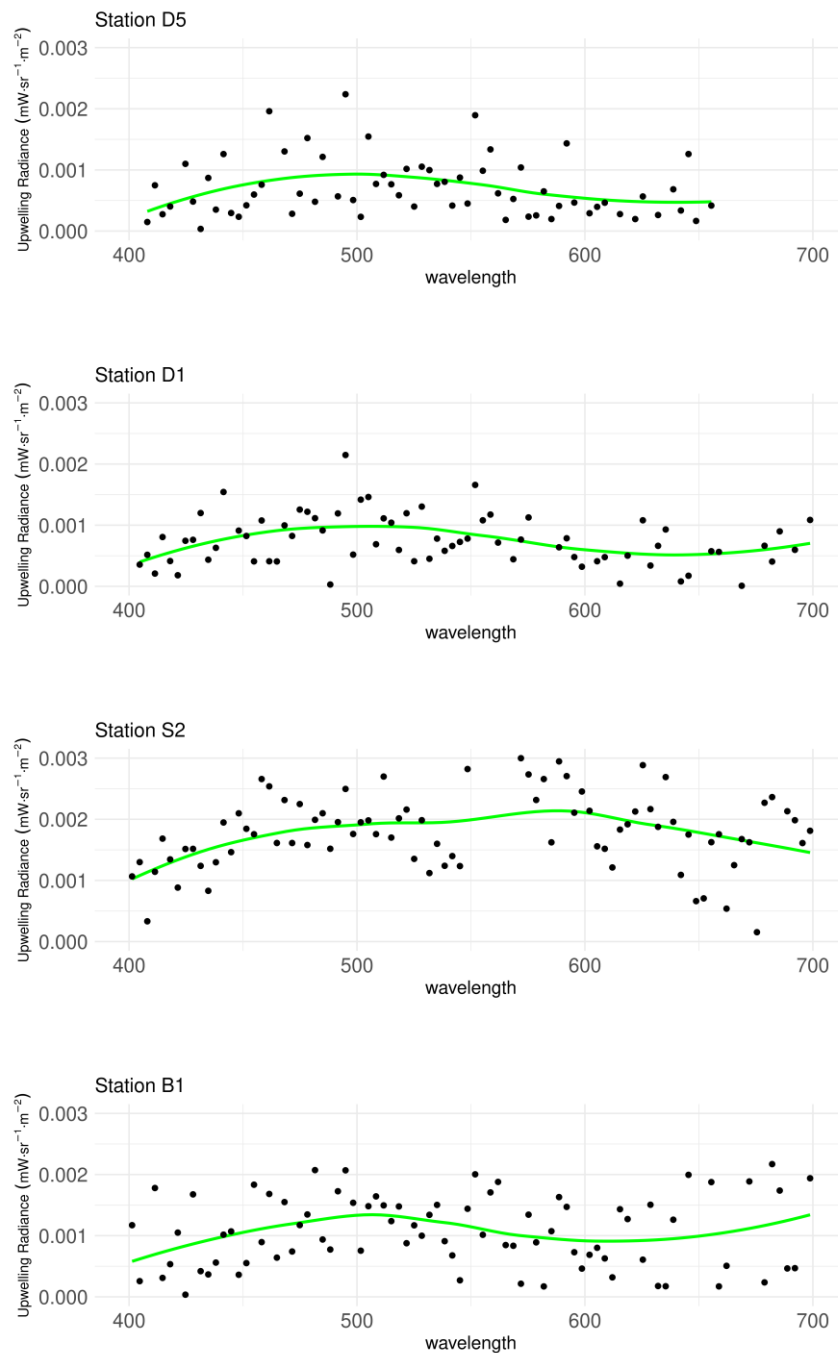 Station D5
Upwelling Radiance (mW·sr⁻¹·m⁻²)
0.003
0.002
0.001
0.000
400 500 600 700
wavelength
Station D1
Upwelling Radiance (mW·sr⁻¹·m⁻²)
0.003
0.002
0.001
0.000
400 500 600 700
wavelength
Station S2
Upwelling Radiance (mW·sr⁻¹·m⁻²)
0.003
0.002
0.001
0.000
400 500 600 700
wavelength
Station B1
Upwelling Radiance (mW·sr⁻¹·m⁻²)
0.003
0.002
0.001
0.000
400 500 600 700
wavelength